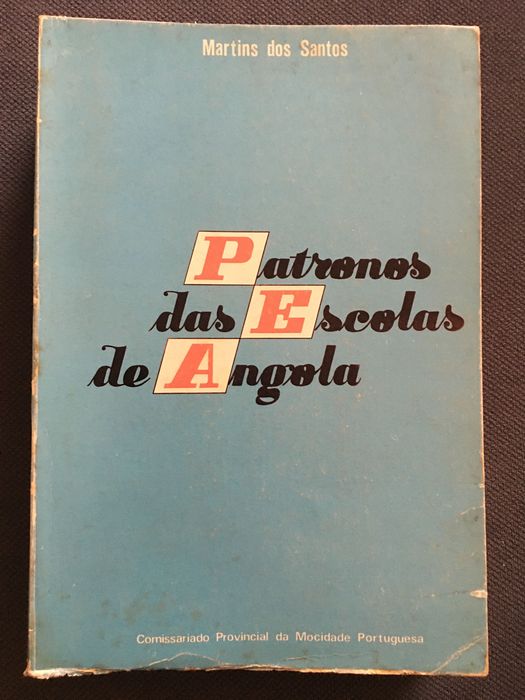 Martins dos Santos
Patronos
das Escolas
de Angola
Comissariado Provincial da Mocidade Portuguesa